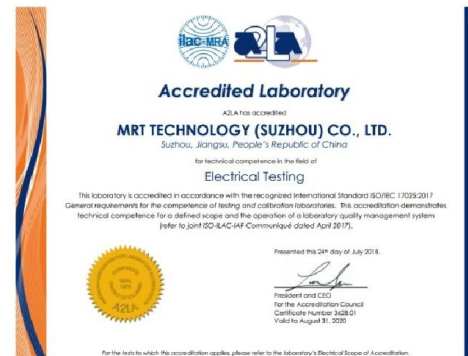 ilac-MRA
A2LA
Accredited Laboratory
A2LA has accredited
MRT TECHNOLOGY (SUZHOU) CO., LTD.
Suzhou, Jiangsu, People's Republic of China
for technical competence in the field of
Electrical Testing
This laboratory is accredited in accordance with the recognized International Standard ISO/IEC 17025:2017
General requirements for the competence of testing and calibration laboratories. This accreditation demonstrates
technical competence for a defined scope and the operation of a laboratory quality management system
(refer to joint ISO-ILAC-IAF Communiqué dated April 2017).
Presented this 24th day of July 2018.
President and CEO
For the Accreditation Council
Certificate Number 3628.01
Valid to August 31, 2020
SEAL
1978
A2LA
For the tests to which this accreditation applies, please refer to the laboratory's Electrical Scope of Accreditation.